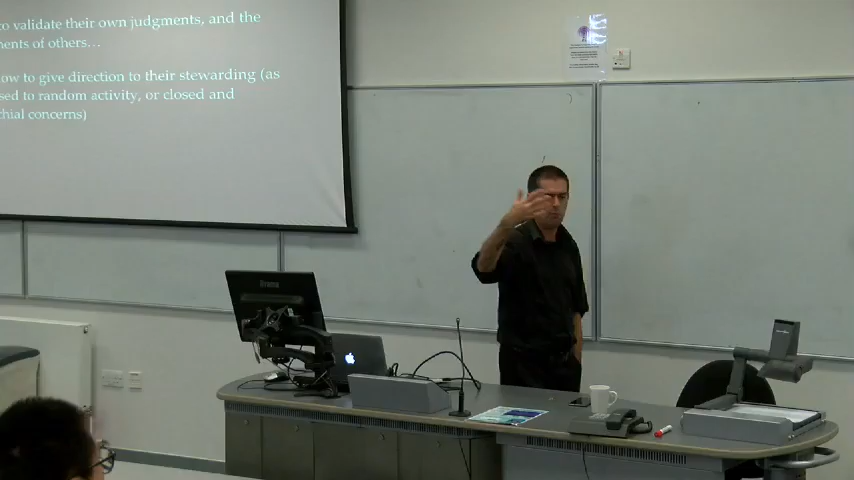 to validate their own judgments, and the
ments of others…
ow to give direction to their stewarding (as
sed to random activity, or closed and
chial concerns)